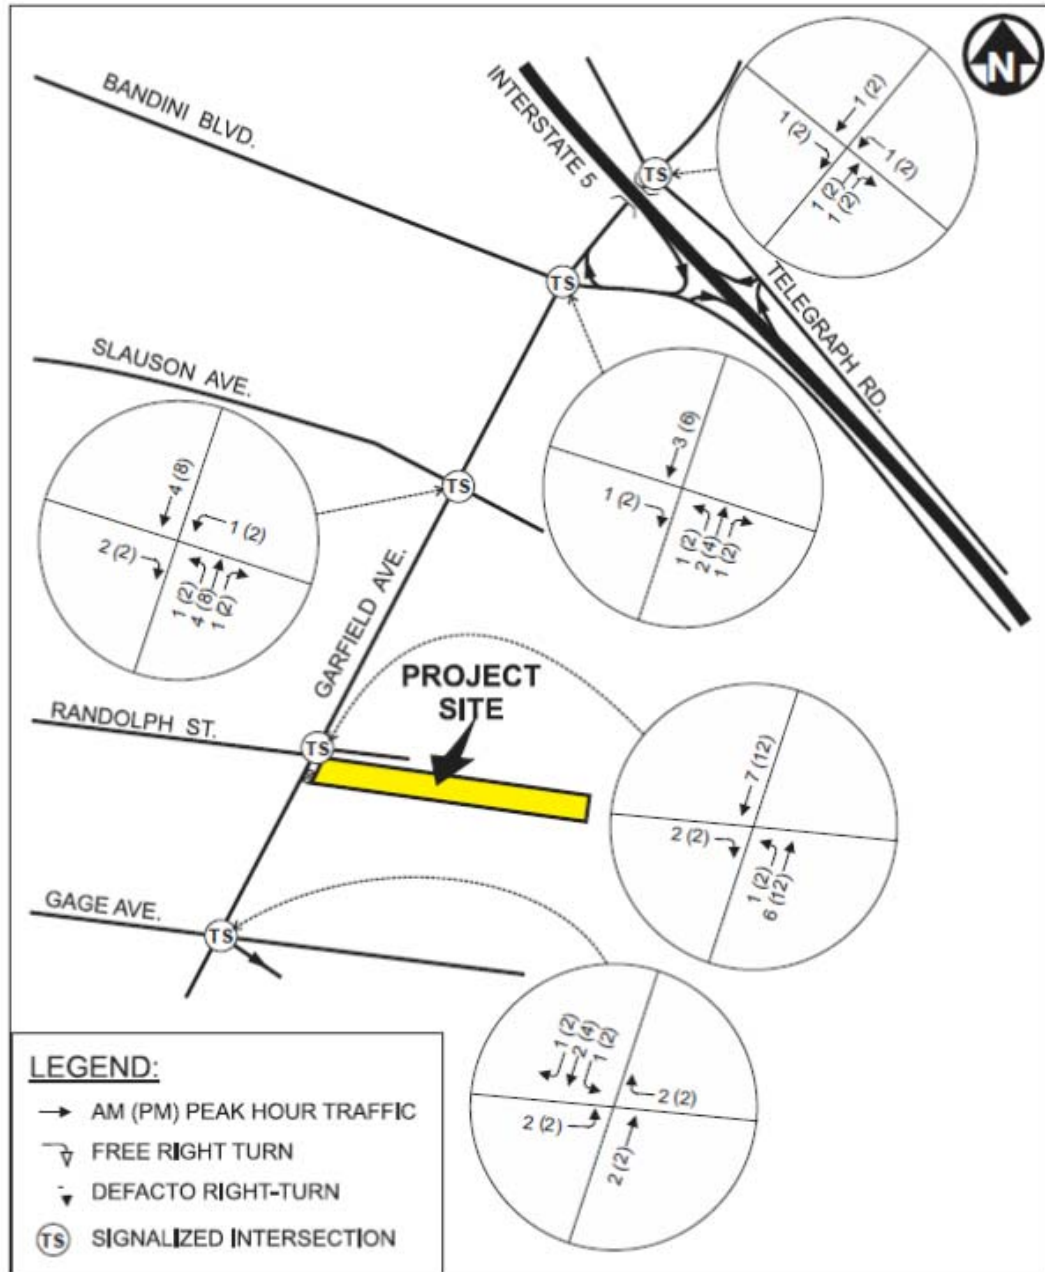 N
BANDINI BLVD.
INTERSTATE 5
TS
1 (2)
1 (2)
1 (2)
1 (2)
1 (2)
TS
TELEGRAPH RD.
SLAUSON AVE.
3 (6)
1 (2)
1 (2)
2 (4)
1 (2)
TS
4 (8)
1 (2)
2 (2)
1 (2)
4 (8)
1 (2)
GARFIELD AVE.
PROJECT
SITE
RANDOLPH ST.
TS
7 (12)
2 (2)
1 (2)
6 (12)
GAGE AVE.
TS
1 (2)
2 (4)
1 (2)
2 (2)
2 (2)
2 (2)
LEGEND:
AM (PM) PEAK HOUR TRAFFIC
FREE RIGHT TURN
DEFACTO RIGHT-TURN
TS SIGNALIZED INTERSECTION